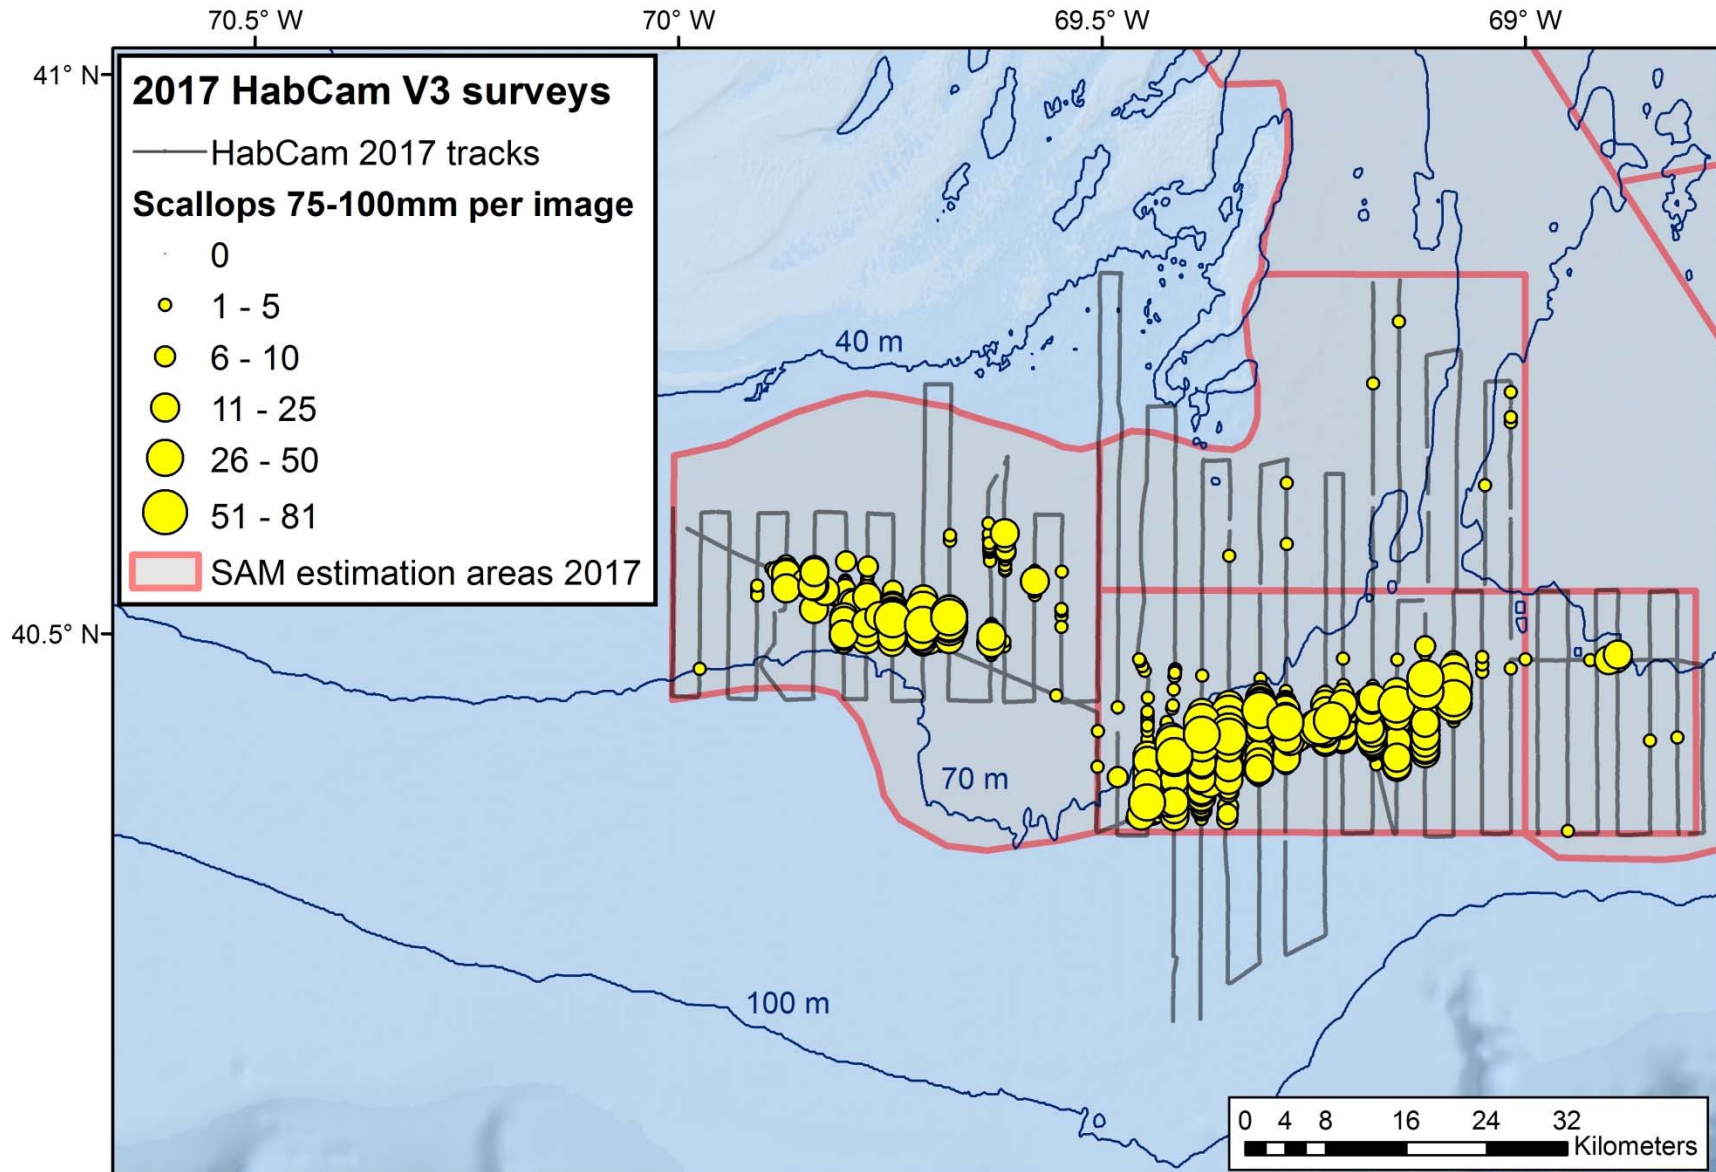 70.5° W
70° W
69.5° W
69° W
41° N
40.5° N
2017 HabCam V3 surveys
HabCam 2017 tracks
Scallops 75-100mm per image
0
1 - 5
6 - 10
11 - 25
26 - 50
51 - 81
SAM estimation areas 2017
40 m
70 m
100 m
0 4 8 16 24 32
Kilometers